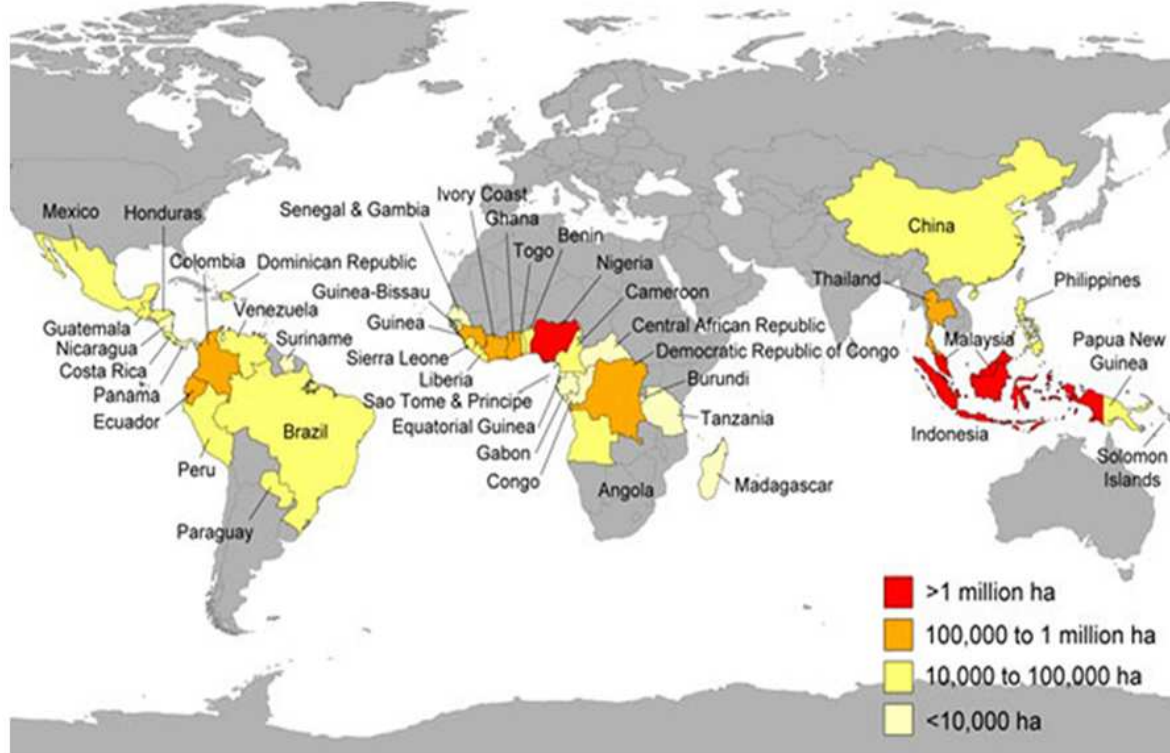 Mexico
Honduras
Colombia
Dominican Republic
Venezuela
Suriname
Guatemala
Nicaragua
Costa Rica
Panama
Ecuador
Peru
Brazil
Paraguay
Senegal & Gambia
Ivory Coast
Ghana
Togo
Benin
Nigeria
Cameroon
Central African Republic
Democratic Republic of Congo
Burundi
Tanzania
Madagascar
Guinea-Bissau
Guinea
Sierra Leone
Liberia
Sao Tome & Principe
Equatorial Guinea
Gabon
Congo
Angola
China
Thailand
Philippines
Malaysia
Papua New
Guinea
Indonesia
Solomon
Islands
>1 million ha
100,000 to 1 million ha
10,000 to 100,000 ha
<10,000 ha